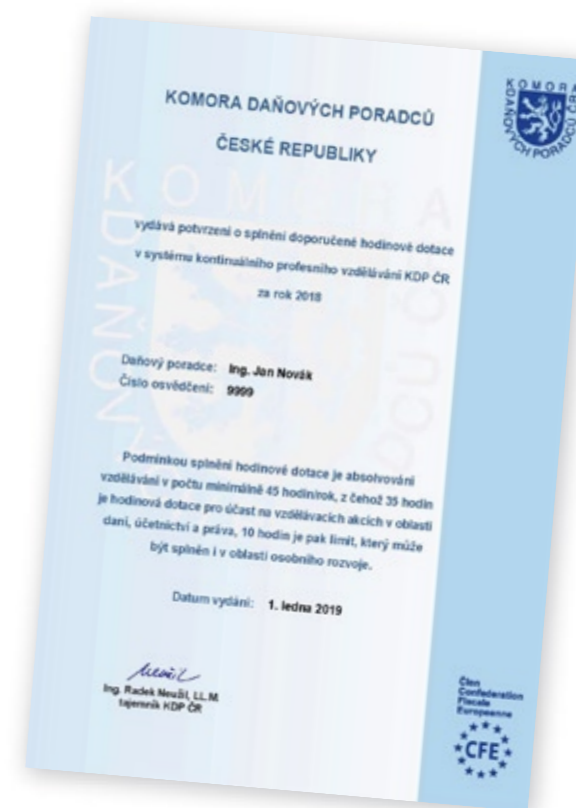 KOMORA DAŇOVÝCH PORADCŮ
ČESKÉ REPUBLIKY
vydává potvrzení o splnění doporučené hodinové dotace
v systému kontinuálního profesního vzdělávání KDP ČR
za rok 2018
Daňový poradce: Ing. Jan Novák
Číslo osvědčení: 9999
Podmínkou splnění hodinové dotace je absolvování
vzdělávání v počtu minimálně 45 hodin/rok, z čehož 35 hodin
je hodinová dotace pro účast na vzdělávacích akcích v oblasti
daní, účetnictví a práva, 10 hodin je pak limit, který může
být splněn i v oblasti osobního rozvoje.
Datum vydání: 1. ledna 2019
Ing. Radek Neužil, LL.M.
tajemník KDP ČR
KOMORA
DAŇOVÝCH PORADCŮ ČR
Člen
Confederation
Fiscale
Europeenne
CFE